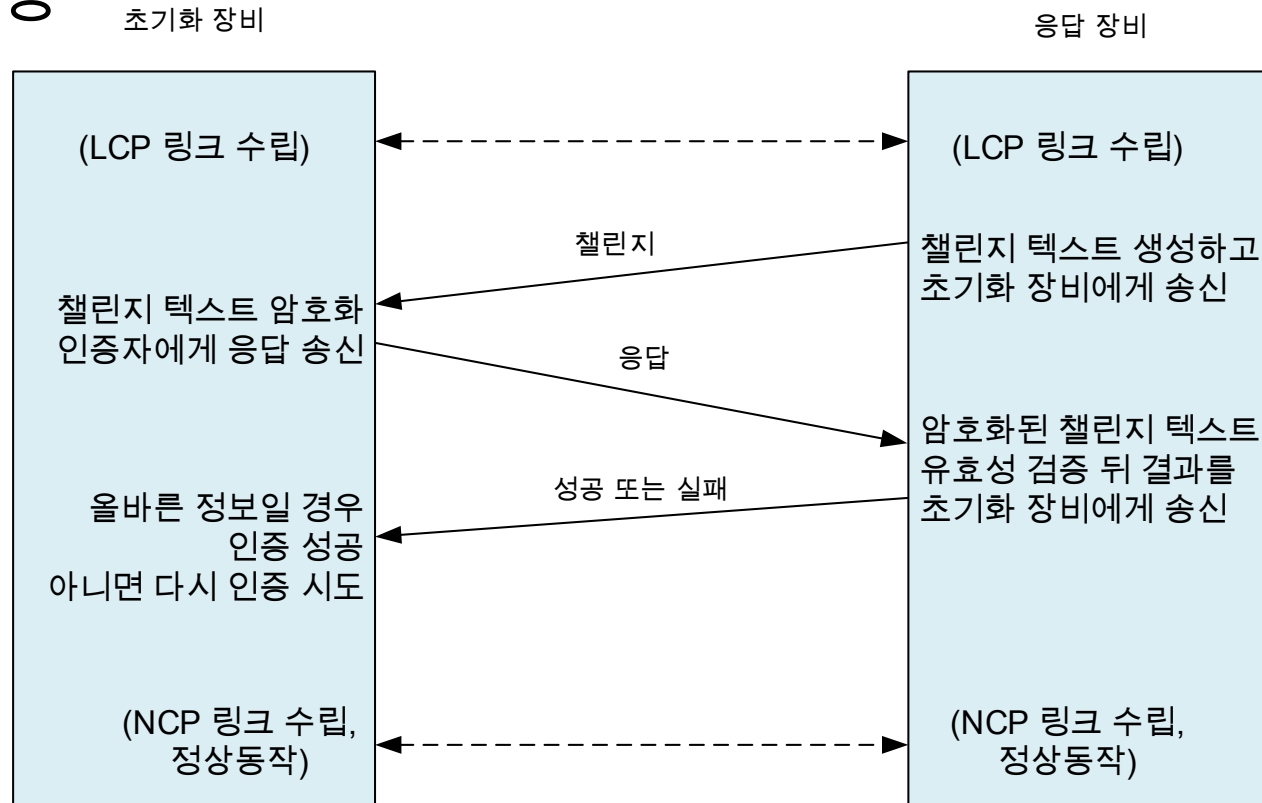 초기화 장비
응답 장비
(LCP 링크 수립)
(LCP 링크 수립)
챌린지
챌린지 텍스트 생성하고
초기화 장비에게 송신
챌린지 텍스트 암호화
인증자에게 응답 송신
응답
암호화된 챌린지 텍스트
유효성 검증 뒤 결과를
초기화 장비에게 송신
성공 또는 실패
올바른 정보일 경우
인증 성공
아니면 다시 인증 시도
(NCP 링크 수립,
정상동작)
(NCP 링크 수립,
정상동작)